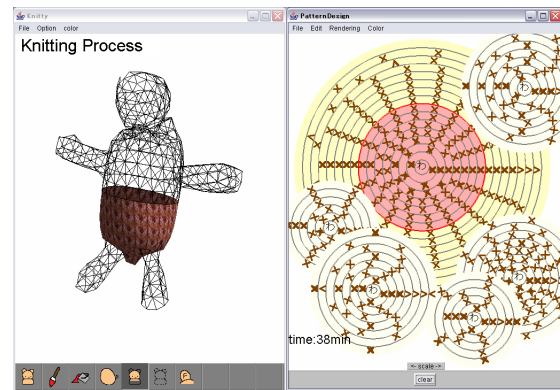 Knitty
File Option color
Knitting Process
PatternDesign
File Edit Rendering Color
わ
わ
わ
わ
わ
わ
time:38min
<- scale ->
clear